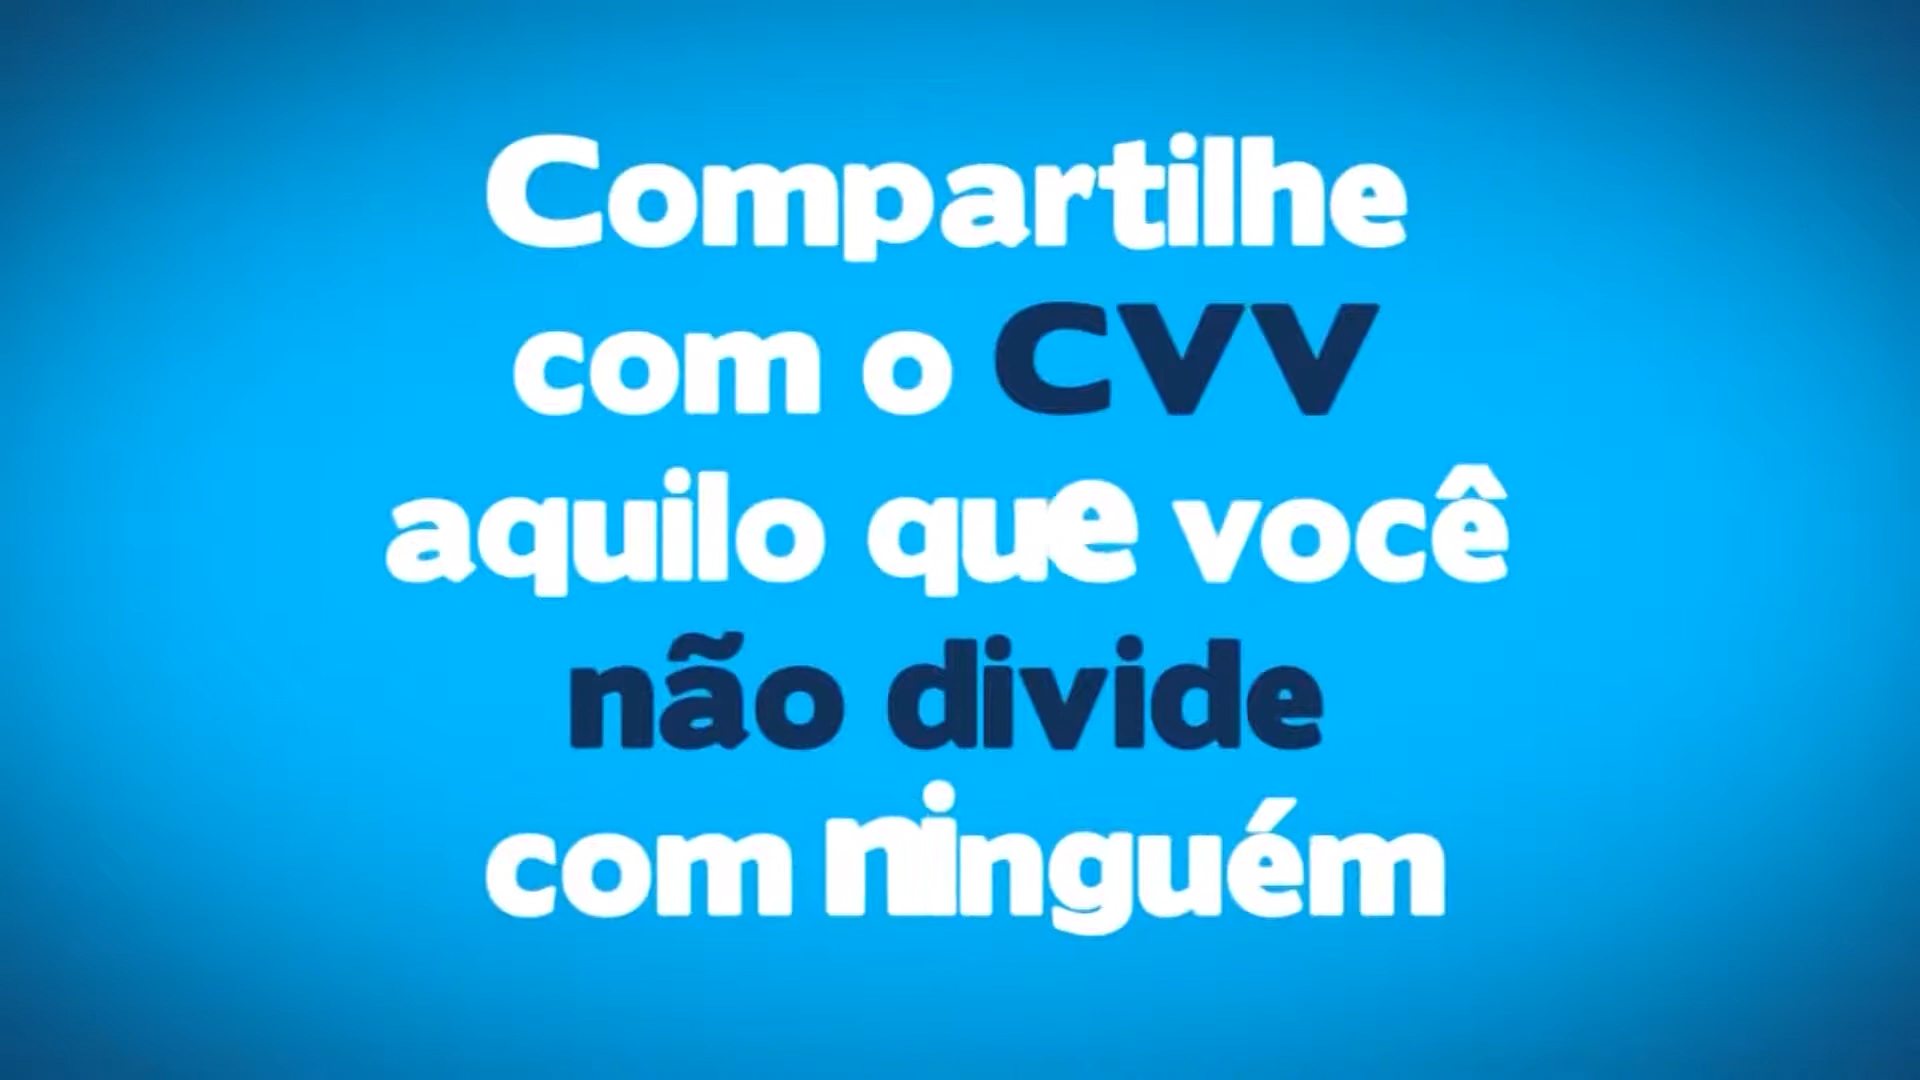 Compartilhe
com o CVV
aquilo que você
não divide
com ninguém